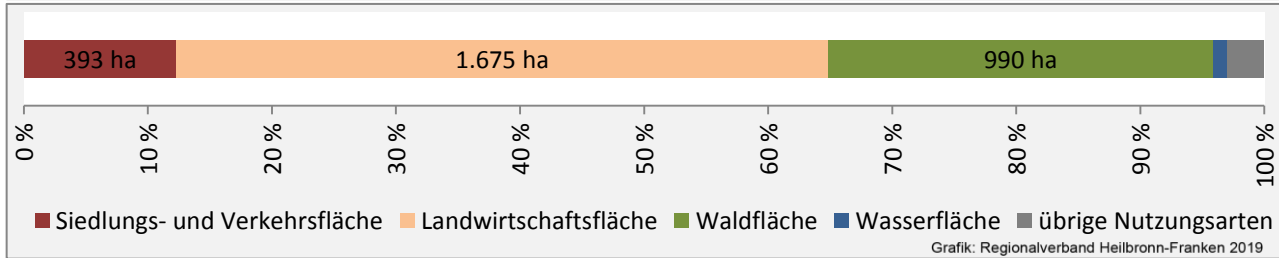 393 ha 1.675 ha 990 ha
0 % 10 % 20 % 30 % 40 % 50 % 60 % 70 % 80 % 90 % 100 %
Siedlungs- und Verkehrsfläche Landwirtschaftsfläche Waldfläche Wasserfläche übrige Nutzungsarten
Grafik: Regionalverband Heilbronn-Franken 2019